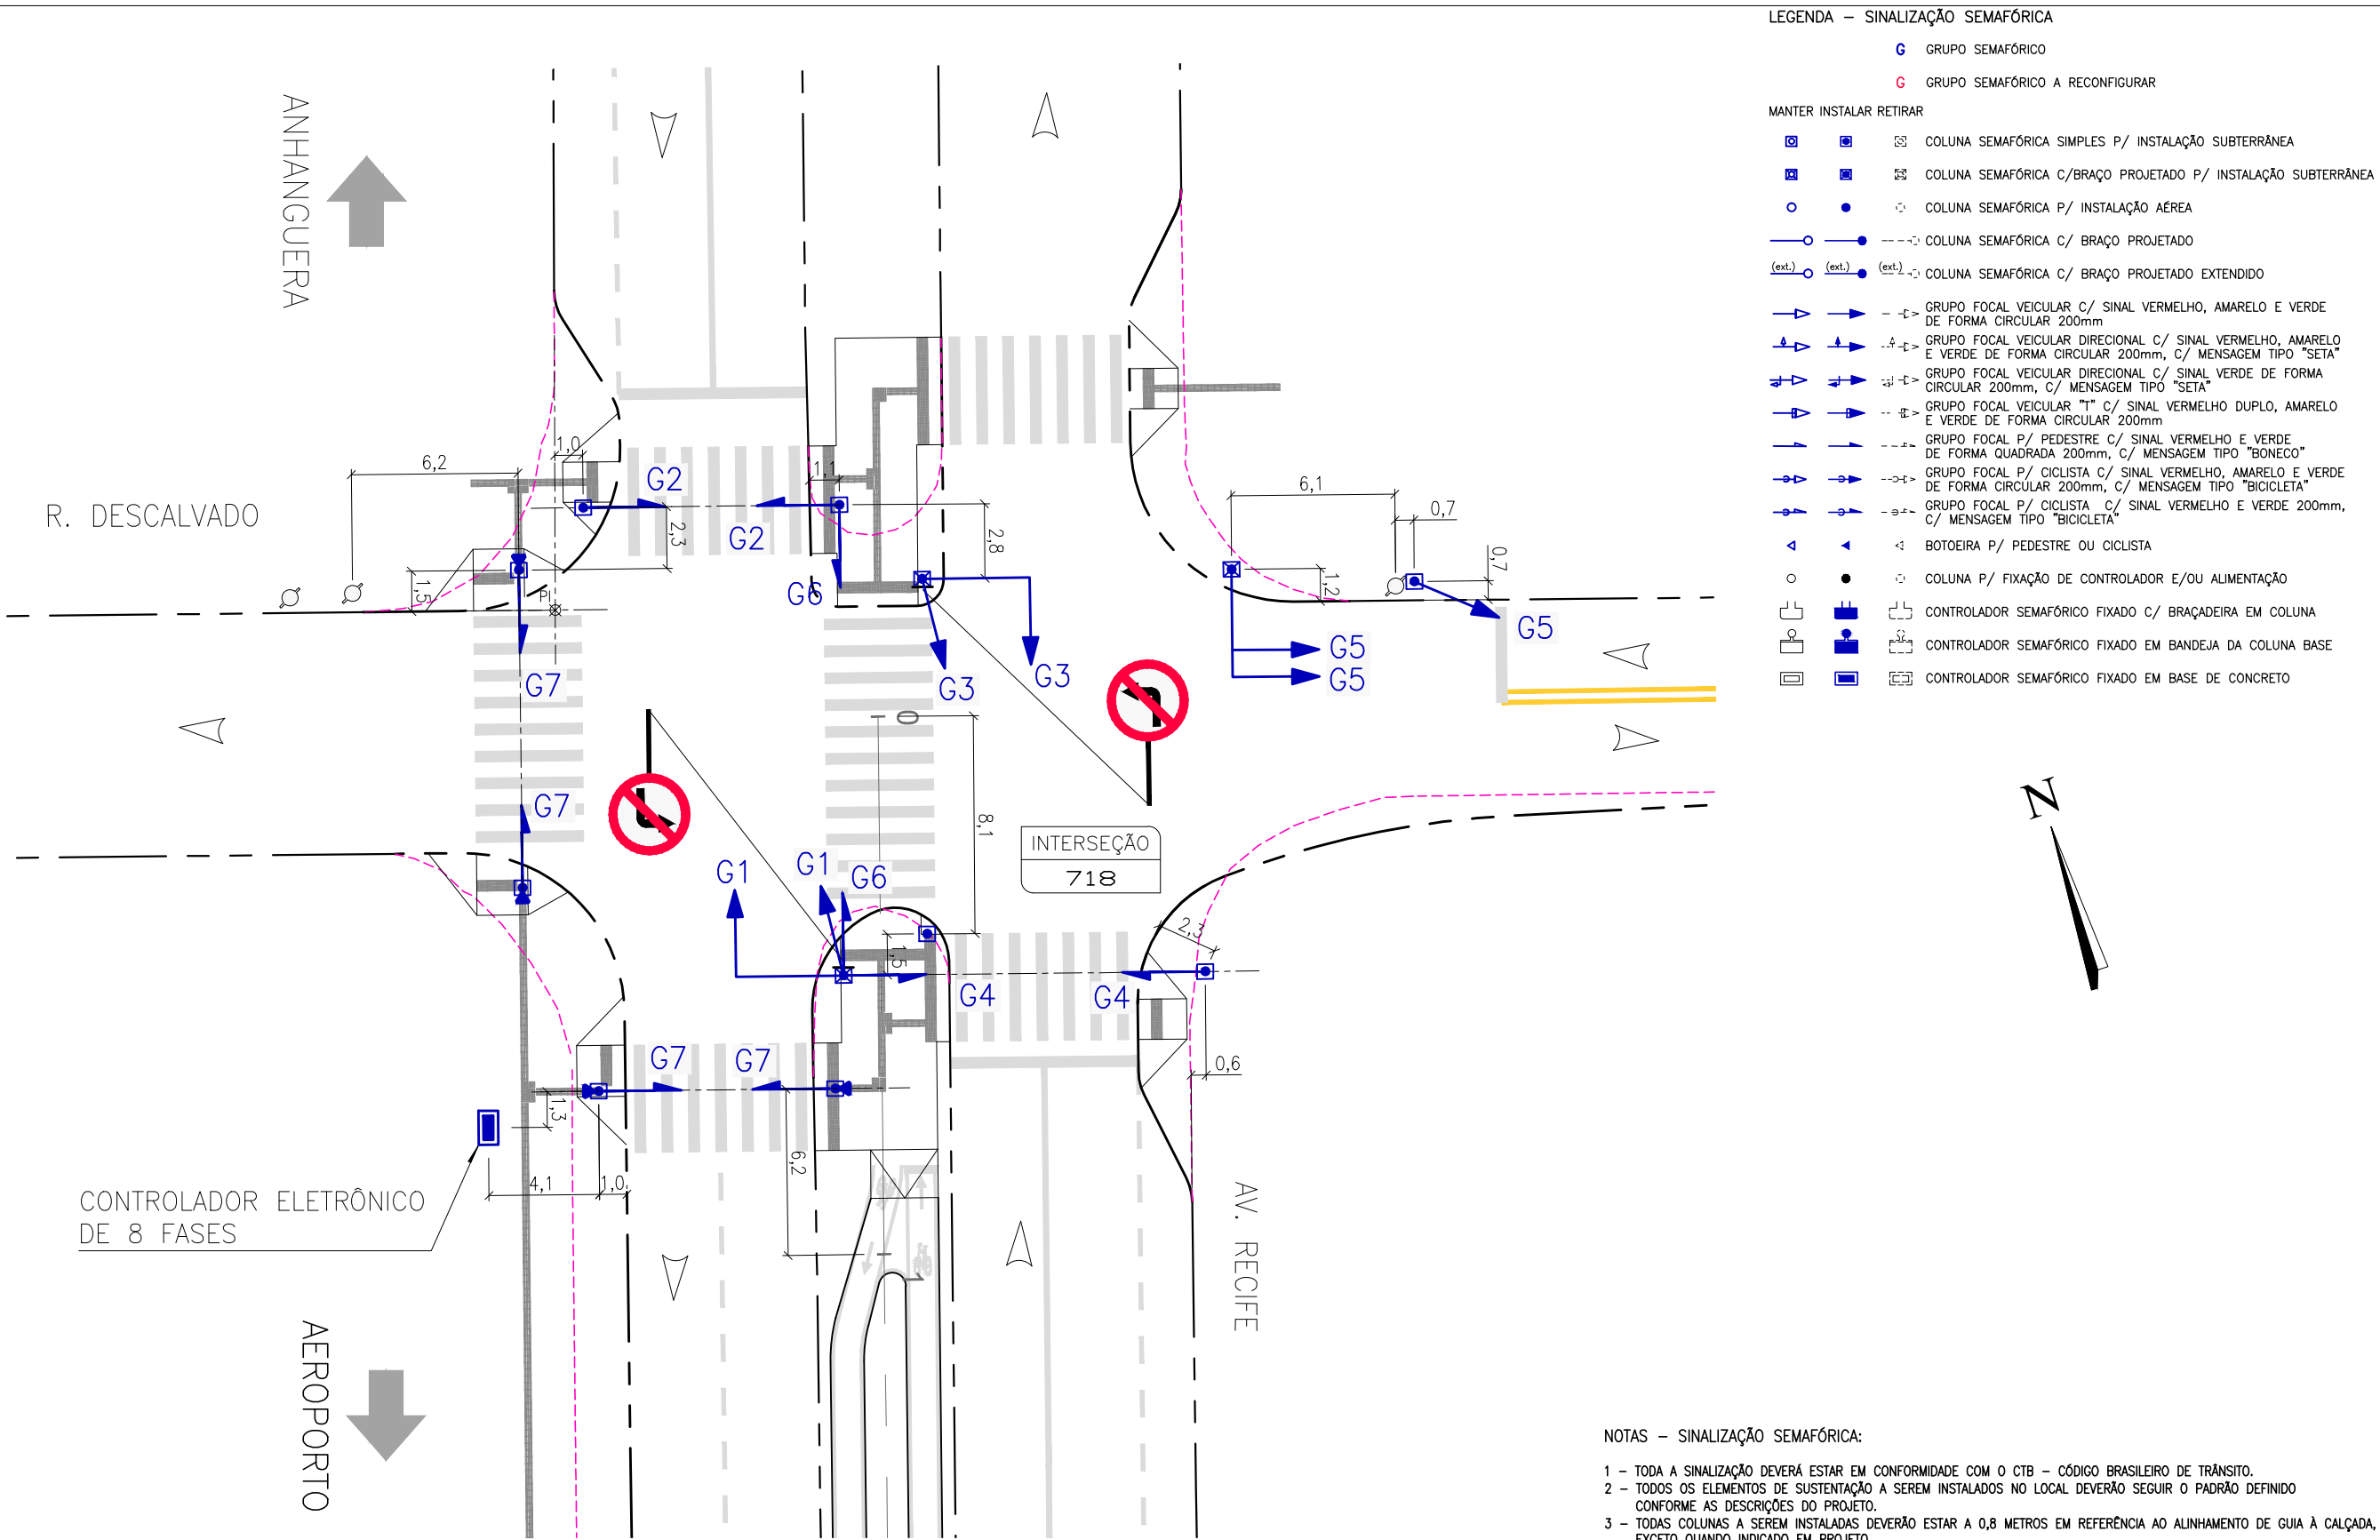 LEGENDA – SINALIZAÇÃO SEMAFÓRICA
G GRUPO SEMAFÓRICO
G GRUPO SEMAFÓRICO A RECONFIGURAR
MANTER INSTALAR RETIRAR
COLUNA SEMAFÓRICA SIMPLES P/ INSTALAÇÃO SUBTERRÂNEA
COLUNA SEMAFÓRICA C/BRAÇO PROJETADO P/ INSTALAÇÃO SUBTERRÂNEA
COLUNA SEMAFÓRICA P/ INSTALAÇÃO AÉREA
COLUNA SEMAFÓRICA C/ BRAÇO PROJETADO
(ext.) (ext.) (ext.) COLUNA SEMAFÓRICA C/ BRAÇO PROJETADO EXTENDIDO
GRUPO FOCAL VEICULAR C/ SINAL VERMELHO, AMARELO E VERDE
DE FORMA CIRCULAR 200mm
GRUPO FOCAL VEICULAR DIRECIONAL C/ SINAL VERMELHO, AMARELO
E VERDE DE FORMA CIRCULAR 200mm, C/ MENSAGEM TIPO "SETA"
GRUPO FOCAL VEICULAR DIRECIONAL C/ SINAL VERDE DE FORMA
CIRCULAR 200mm, C/ MENSAGEM TIPO "SETA"
GRUPO FOCAL VEICULAR "T" C/ SINAL VERMELHO DUPLO, AMARELO
E VERDE DE FORMA CIRCULAR 200mm
GRUPO FOCAL P/ PEDESTRE C/ SINAL VERMELHO E VERDE
DE FORMA QUADRADA 200mm, C/ MENSAGEM TIPO "BONECO"
GRUPO FOCAL P/ CICLISTA C/ SINAL VERMELHO, AMARELO E VERDE
DE FORMA CIRCULAR 200mm, C/ MENSAGEM TIPO "BICICLETA"
GRUPO FOCAL P/ CICLISTA C/ SINAL VERMELHO E VERDE 200mm,
C/ MENSAGEM TIPO "BICICLETA"
BOTOEIRA P/ PEDESTRE OU CICLISTA
COLUNA P/ FIXAÇÃO DE CONTROLADOR E/OU ALIMENTAÇÃO
CONTROLADOR SEMAFÓRICO FIXADO C/ BRAÇADEIRA EM COLUNA
CONTROLADOR SEMAFÓRICO FIXADO EM BANDEJA DA COLUNA BASE
CONTROLADOR SEMAFÓRICO FIXADO EM BASE DE CONCRETO
N
ANHANGUERA
R. DESCALVADO
6,2
1,0
G2
1,1
G2
2,3
2,8
G6
6,1
0,7
0,7
1,2
1,5
PI
G5
G5
G5
G7
G3
G3
0
G7
8,1
INTERSEÇÃO
718
G1
G1
G6
2,3
1,5
G4
G4
G7
G7
0,6
1,3
6,2
4,1
1,0
1
CONTROLADOR ELETRÔNICO
DE 8 FASES
AV. RECIFE
AEROPORTO
NOTAS – SINALIZAÇÃO SEMAFÓRICA:
1 – TODA A SINALIZAÇÃO DEVERÁ ESTAR EM CONFORMIDADE COM O CTB – CÓDIGO BRASILEIRO DE TRÂNSITO.
2 – TODOS OS ELEMENTOS DE SUSTENTAÇÃO A SEREM INSTALADOS NO LOCAL DEVERÃO SEGUIR O PADRÃO DEFINIDO
CONFORME AS DESCRIÇÕES DO PROJETO.
3 – TODAS COLUNAS A SEREM INSTALADAS DEVERÃO ESTAR A 0,8 METROS EM REFERÊNCIA AO ALINHAMENTO DE GUIA À CALÇADA,
EXCETO QUANDO INDICADO EM PROJETO